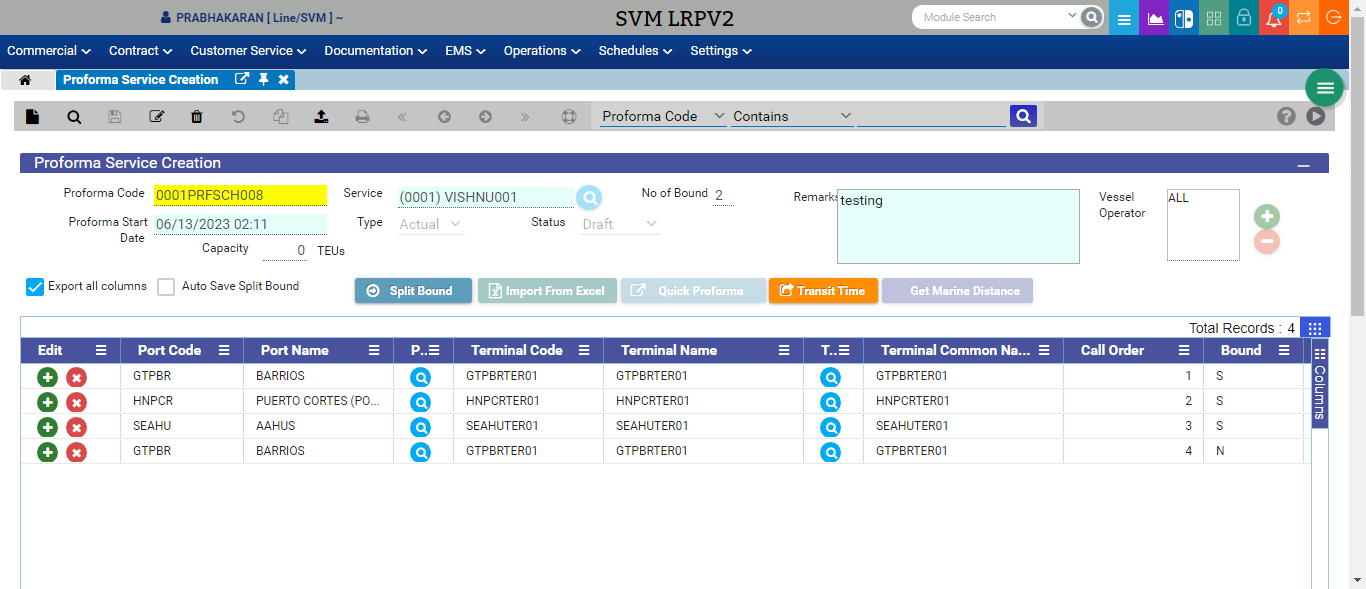 PRABHAKARAN [ Line/SVM ] ~
SVM LRPV2
Module Search
0
Commercial Contract Customer Service Documentation EMS Operations Schedules Settings
Proforma Service Creation
Proforma Code Contains
Proforma Service Creation
Proforma Code 0001PRFSCH008 Service (0001) VISHNU001 No of Bound 2 Remarks testing Vessel Operator ALL
Proforma Start Date 06/13/2023 02:11 Type Actual Status Draft
Capacity 0 TEUs
Export all columns Auto Save Split Bound Split Bound Import From Excel Quick Proforma Transit Time Get Marine Distance
Total Records : 4
Edit Port Code Port Name P.. Terminal Code Terminal Name T.. Terminal Common Na... Call Order Bound
GTPBR BARRIOS GTPBRTER01 GTPBRTER01 GTPBRTER01 1 S
HNPCR PUERTO CORTES (PO... HNPCRTER01 HNPCRTER01 HNPCRTER01 2 S
SEAHU AAHUS SEAHUTER01 SEAHUTER01 SEAHUTER01 3 S
GTPBR BARRIOS GTPBRTER01 GTPBRTER01 GTPBRTER01 4 N
Columns